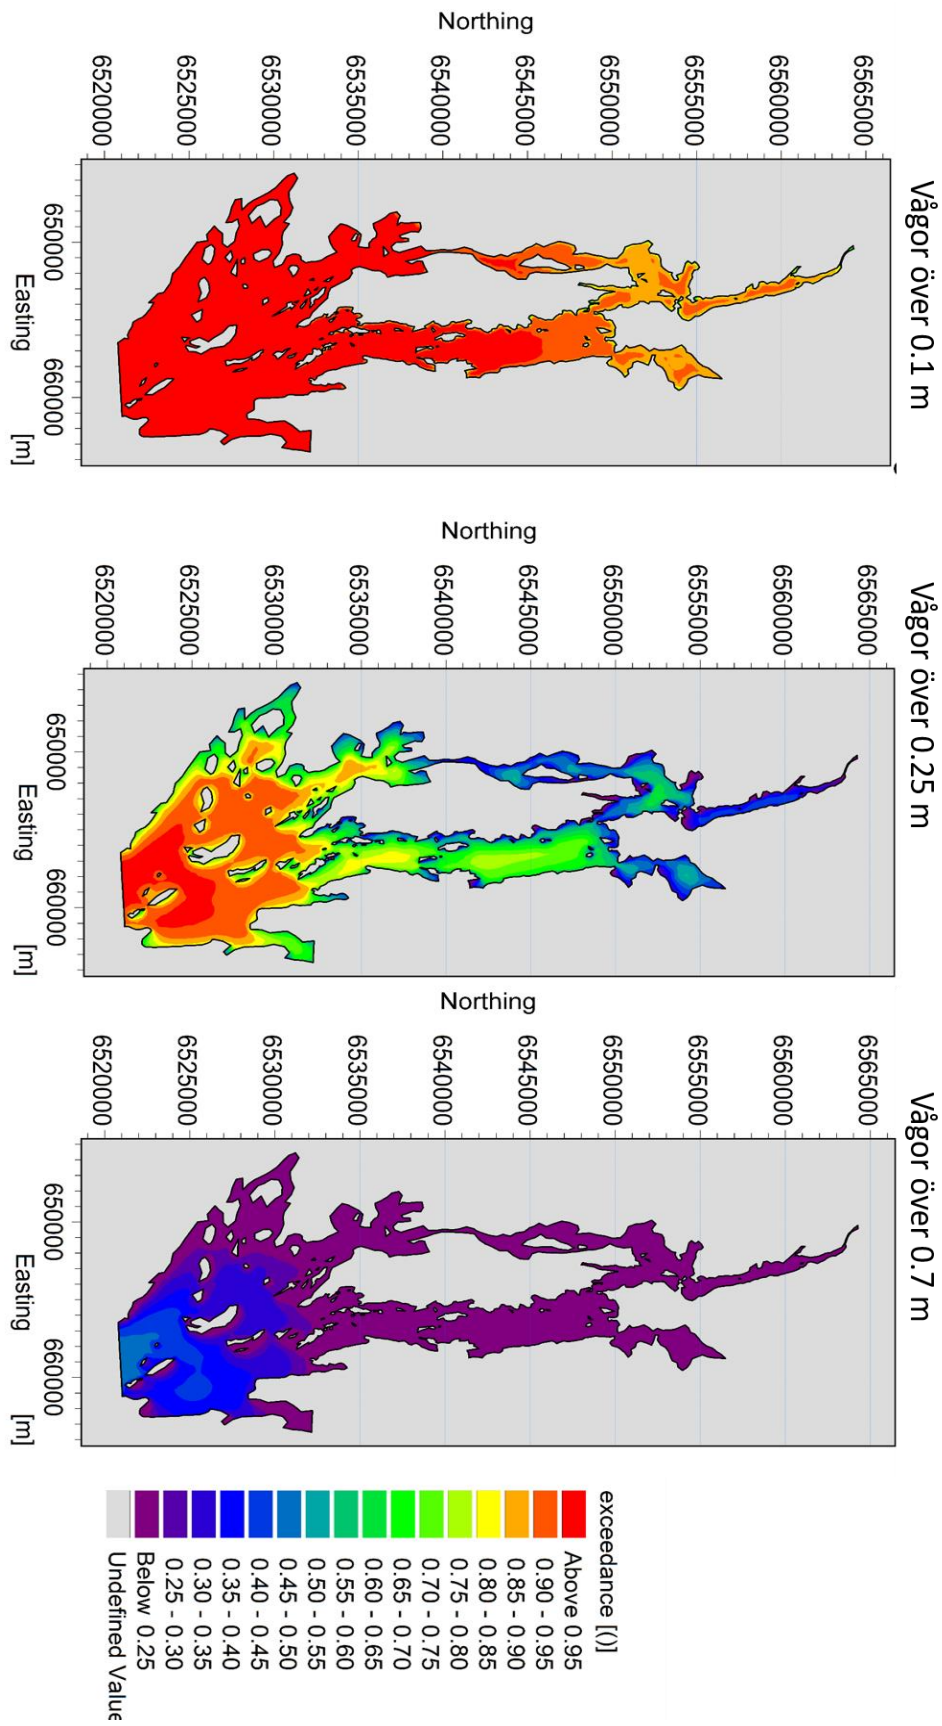 Vågor över 0.1 m
Northing
6565000
6560000
6555000
6550000
6545000
6540000
6535000
6530000
6525000
6520000
650000 660000
Easting [m]
Vågor över 0.25 m
Northing
6565000
6560000
6555000
6550000
6545000
6540000
6535000
6530000
6525000
6520000
650000 660000
Easting [m]
Vågor över 0.7 m
Northing
6565000
6560000
6555000
6550000
6545000
6540000
6535000
6530000
6525000
6520000
650000 660000
Easting [m]
exceedance [()]
Above 0.95
0.90 - 0.95
0.85 - 0.90
0.80 - 0.85
0.75 - 0.80
0.70 - 0.75
0.65 - 0.70
0.60 - 0.65
0.55 - 0.60
0.50 - 0.55
0.45 - 0.50
0.40 - 0.45
0.35 - 0.40
0.30 - 0.35
0.25 - 0.30
Below 0.25
Undefined Value